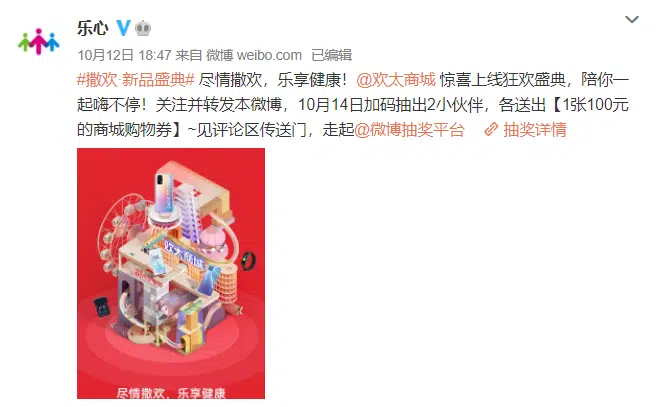 乐心
10月12日 18:47 来自 微博 weibo.com 已编辑
#撒欢 新品盛典# 尽情撒欢，乐享健康！@欢太商城 惊喜上线狂欢盛典，陪你一
起嗨不停！关注并转发本微博，10月14日加码抽出2小伙伴，各送出【1张100元
的商城购物券】~见评论区传送门，走起@微博抽奖平台 抽奖详情
欢太商城
尽情撒欢，乐享健康